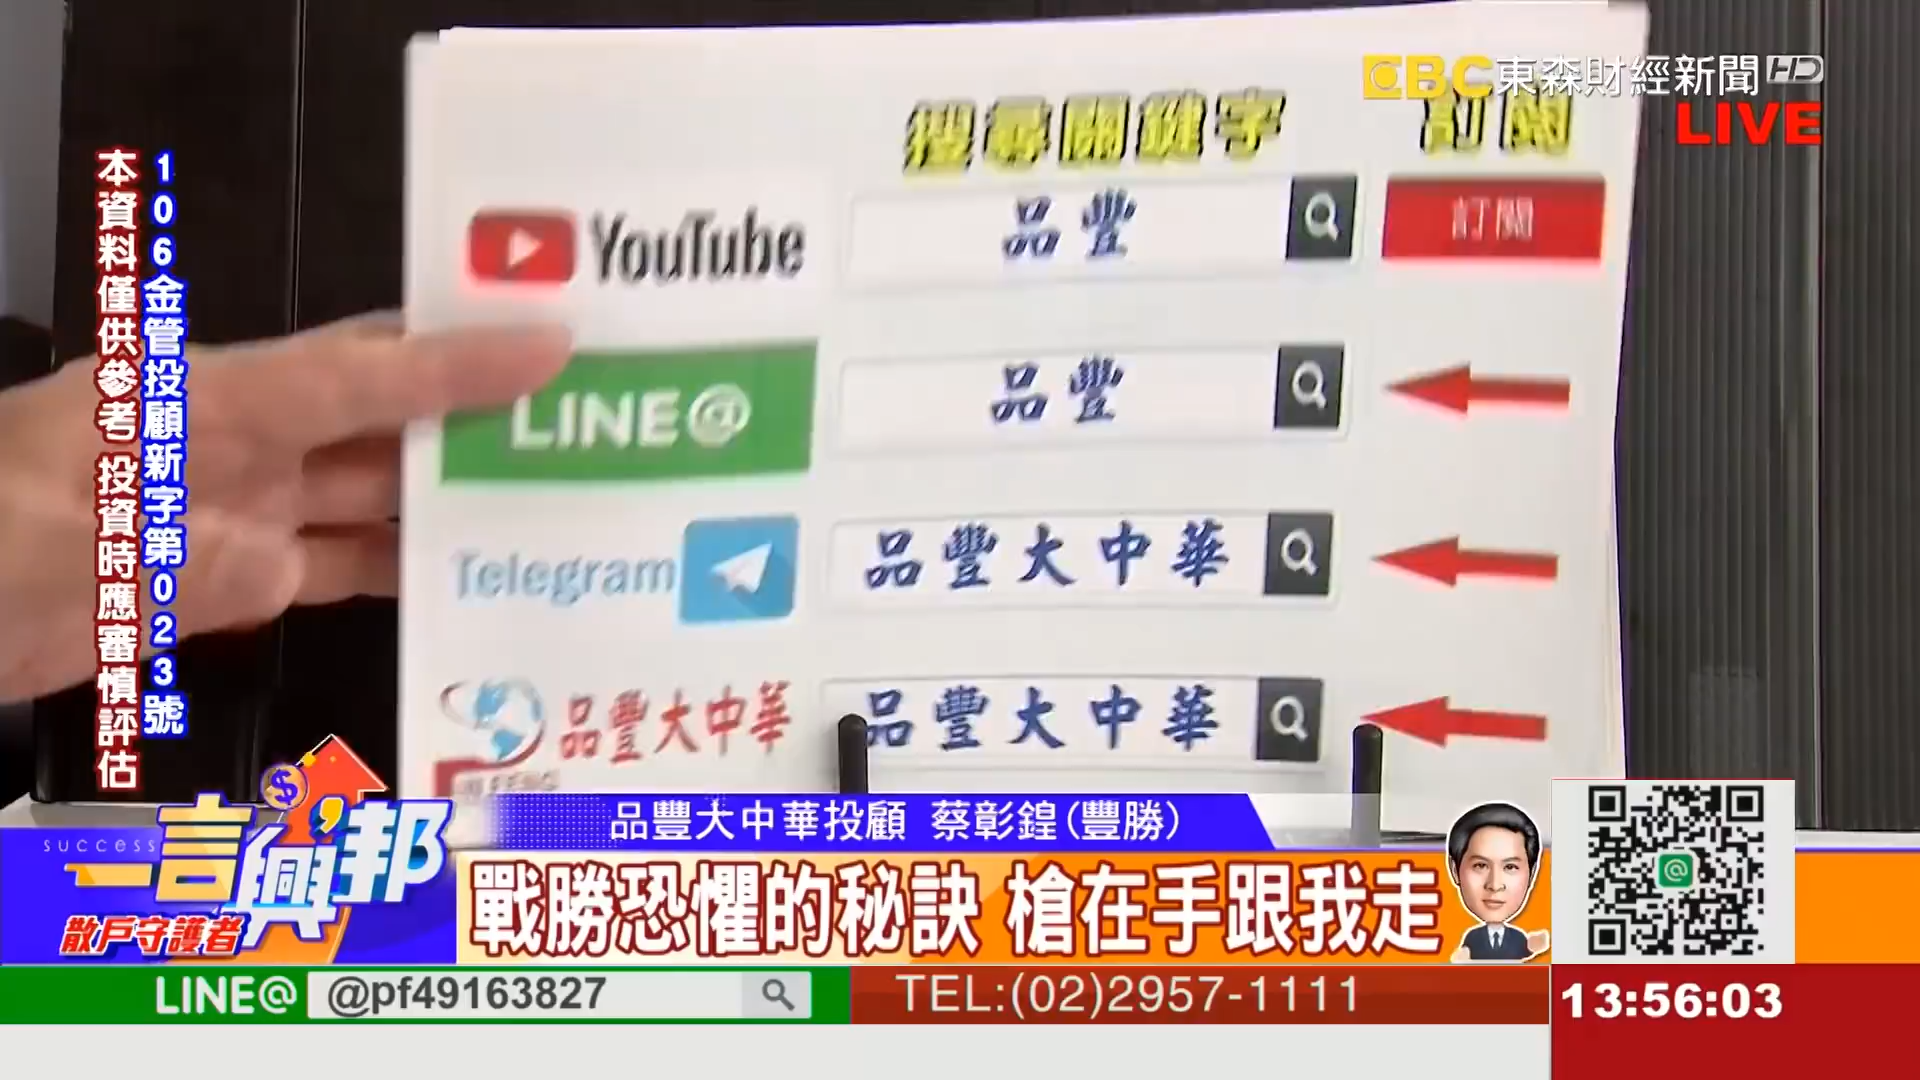 EBC 東森財經新聞 HD
LIVE
106金管投顧新字第023號
本資料僅供參考 投資時應審慎評估
搜尋關鍵字
訂閱
YouTube
品豐
訂閱
LINE@
品豐
Telegram
品豐大中華
品豐大中華
品豐大中華
品豐大中華投顧 蔡彰鍠(豐勝)
success
一言興邦
散戶守護者
戰勝恐懼的秘訣 槍在手跟我走
LINE@
@pf49163827
TEL:(02)2957-1111
13:56:03